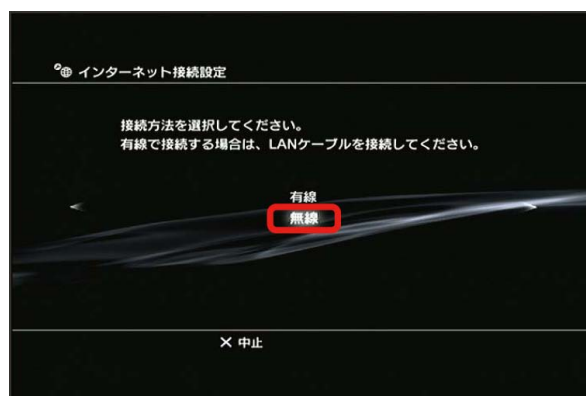 インターネット接続設定
接続方法を選択してください。
有線で接続する場合は、LANケーブルを接続してください。
有線
無線
✕ 中止